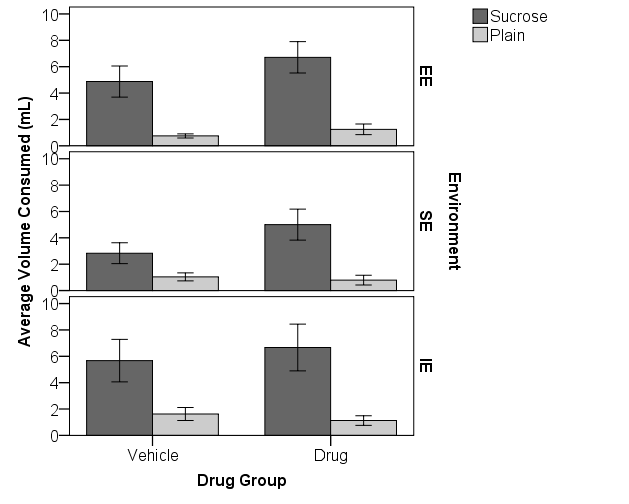 Sucrose
Plain
10
8
6
4
2
0
EE
10
8
6
4
2
0
SE
10
8
6
4
2
0
IE
Average Volume Consumed (mL)
Environment
Vehicle
Drug
Drug Group